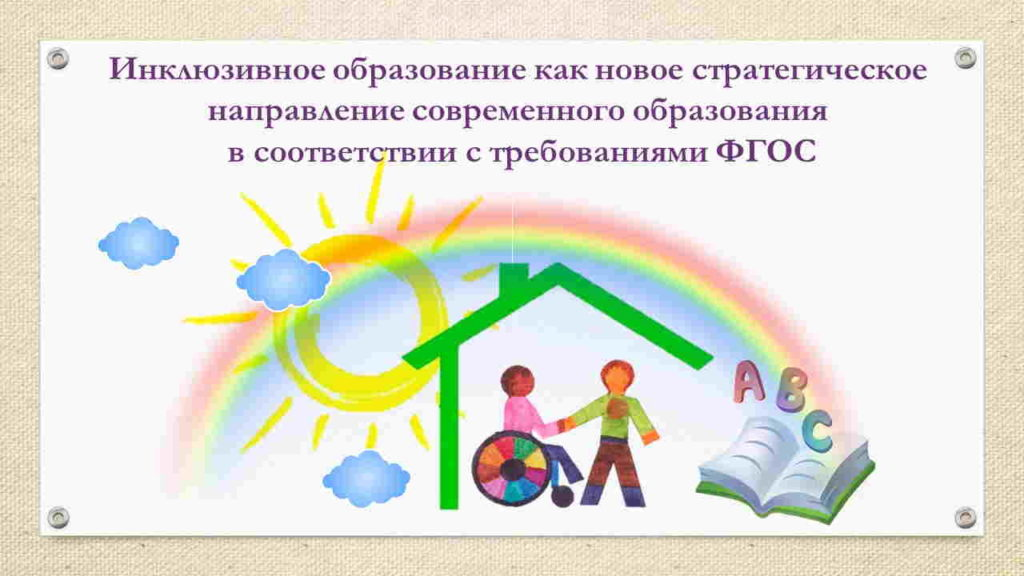 Инклюзивное образование как новое стратегическое
направление современного образования
в соответствии с требованиями ФГОС
A B
C